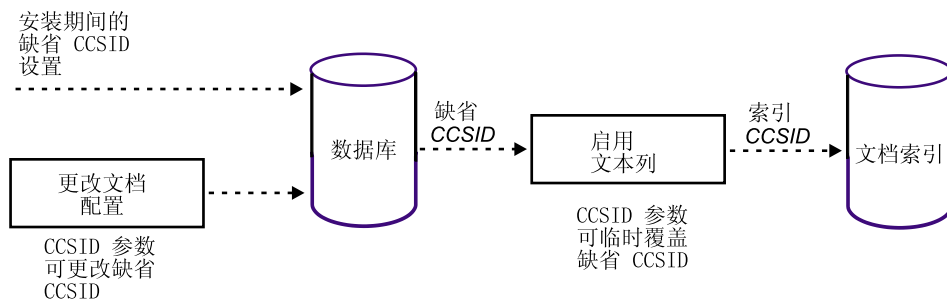 安装期间的
缺省 CCSID
设置
数据库
更改文档
配置
CCSID 参数
可更改缺省
CCSID
缺省
CCSID
启用
文本列
CCSID 参数
可临时覆盖
缺省 CCSID
索引
CCSID
文档索引